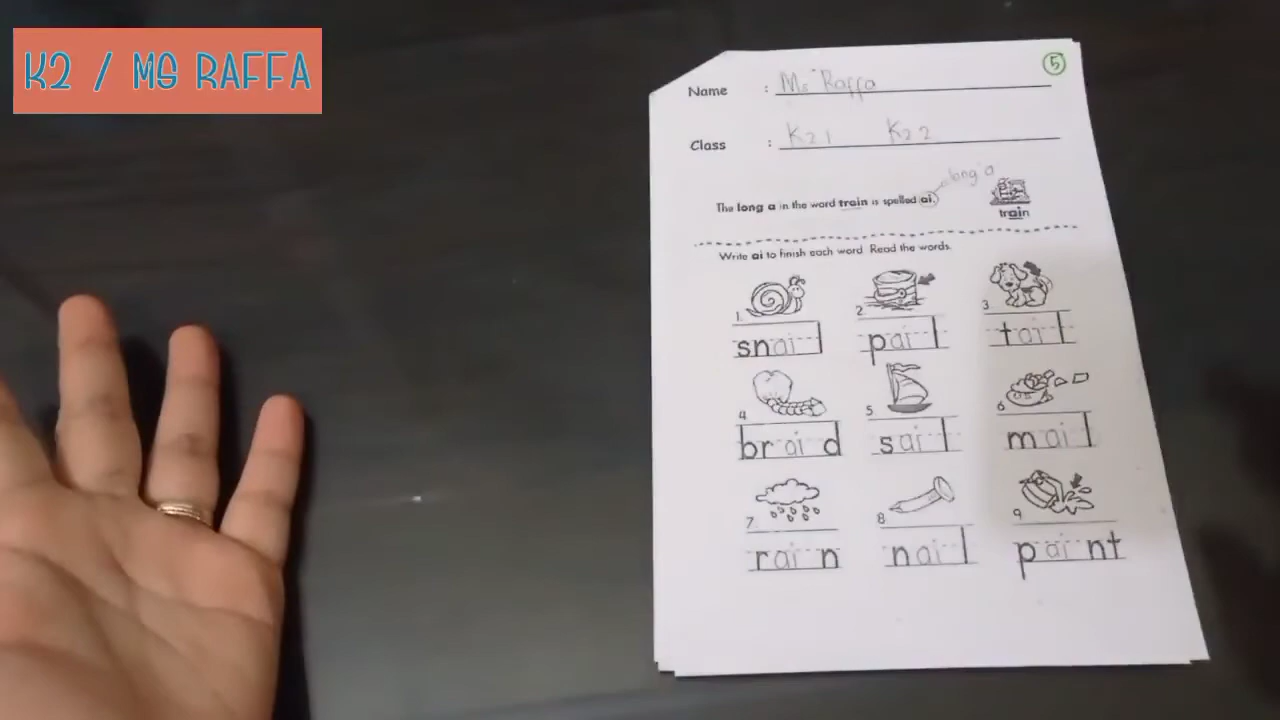 K2 / MS RAFFA
5
Name : Ms Raffa
Class : K2 1 K2 2
long a
The long a in the word train is spelled ai.
train
Write ai to finish each word. Read the words.
1. 2. 3
snail pail tail
4 5 6
braid sail mail
7. 8 9
rain nail paint